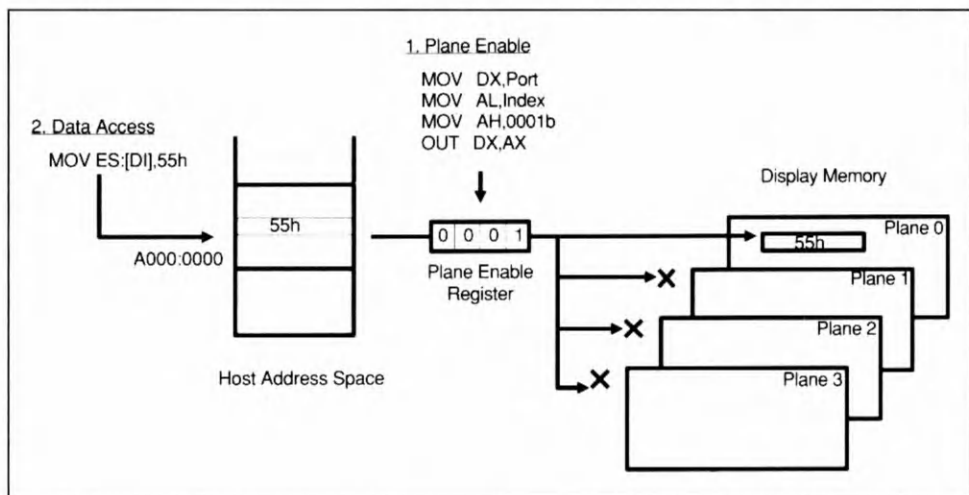 1. Plane Enable
MOV DX,Port
MOV AL,Index
MOV AH,0001b
OUT DX,AX
2. Data Access
MOV ES:[DI],55h
A000:0000
55h
Host Address Space
0 0 0 1
Plane Enable
Register
Display Memory
Plane 0
55h
Plane 1
Plane 2
Plane 3